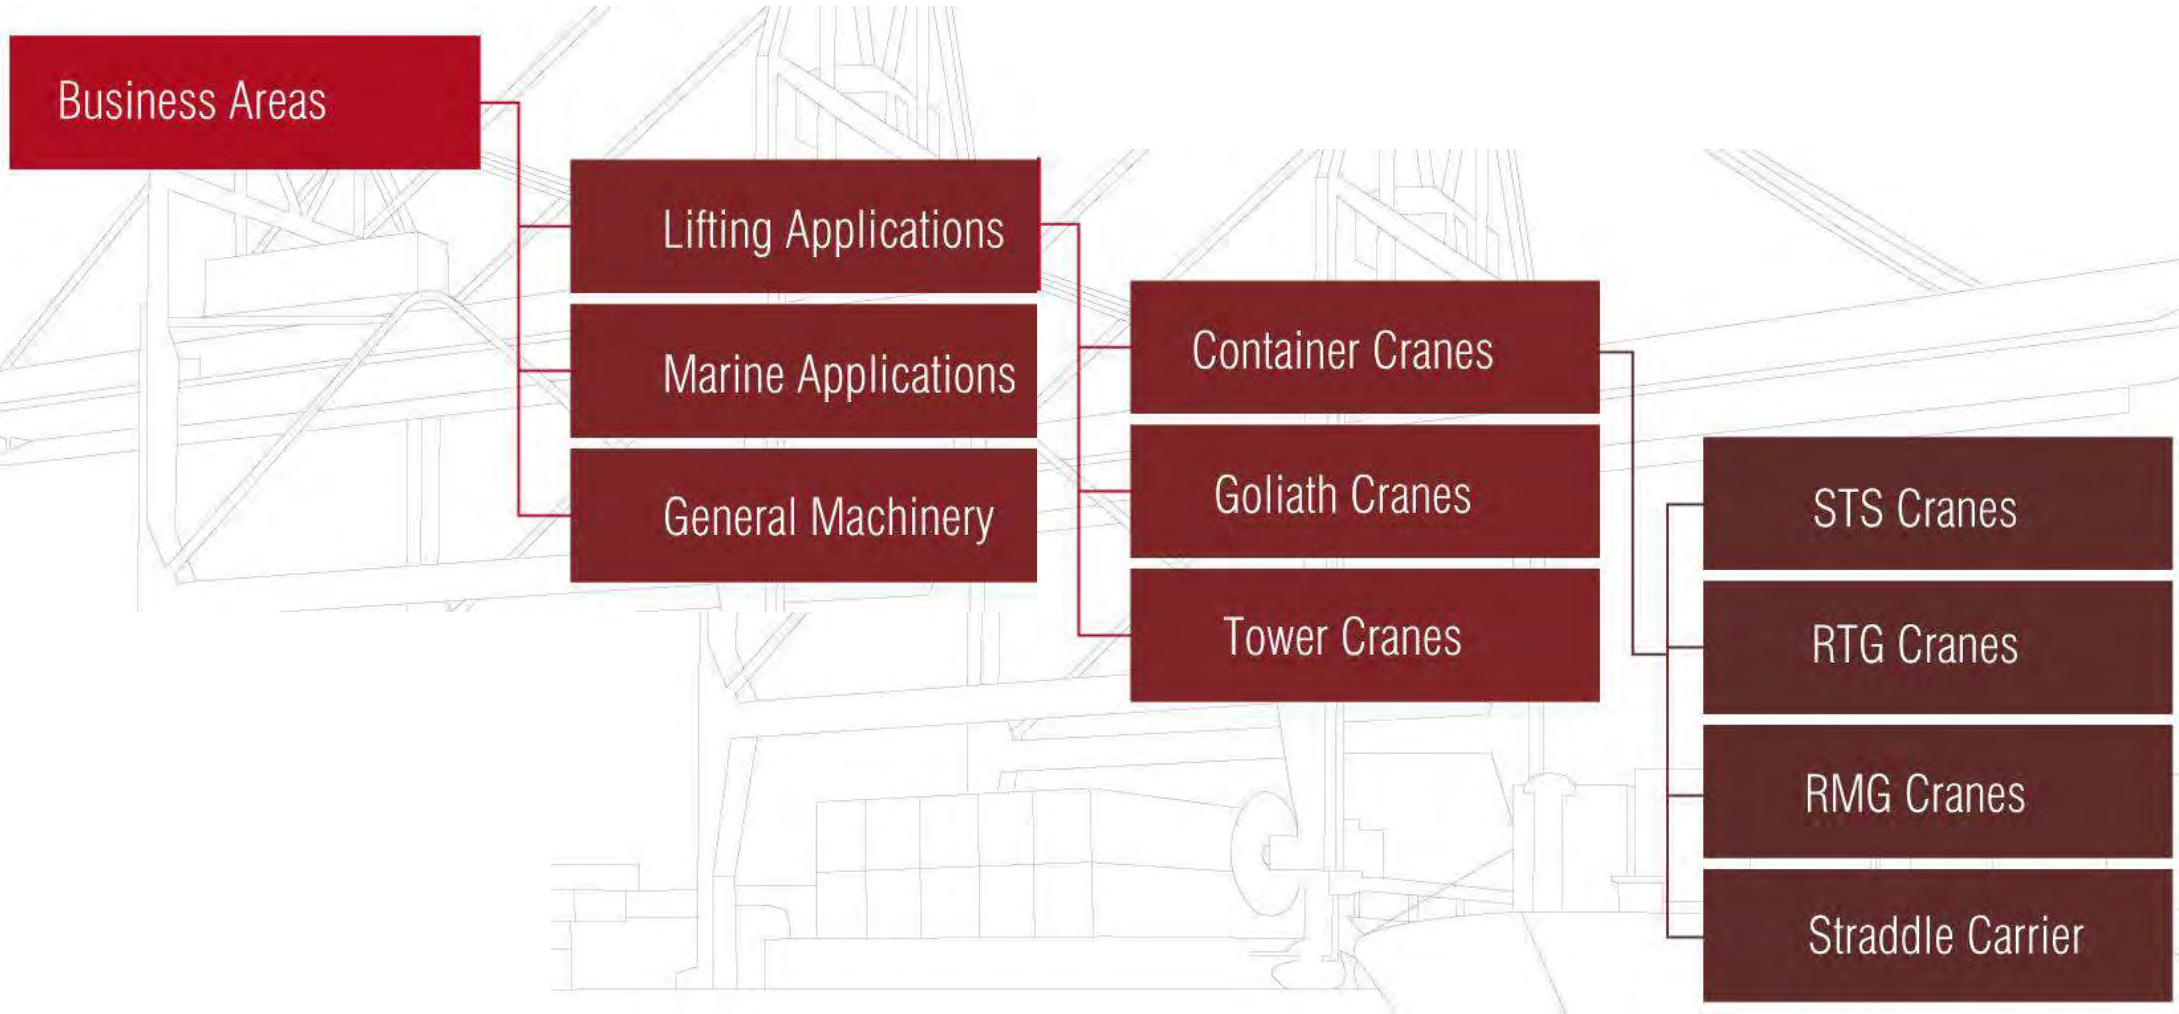 Business Areas
Lifting Applications
Marine Applications
General Machinery
Container Cranes
Goliath Cranes
Tower Cranes
STS Cranes
RTG Cranes
RMG Cranes
Straddle Carrier